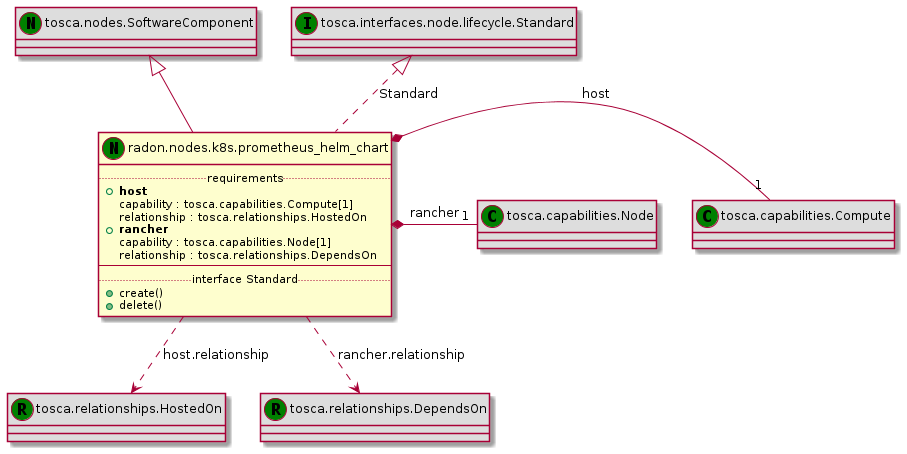 N tosca.nodes.SoftwareComponent
I tosca.interfaces.node.lifecycle.Standard
Standard
host
N radon.nodes.k8s.prometheus_helm_chart
requirements
host
capability : tosca.capabilities.Compute[1]
relationship : tosca.relationships.HostedOn
rancher
capability : tosca.capabilities.Node[1]
relationship : tosca.relationships.DependsOn
interface Standard
create()
delete()
1
rancher 1
C tosca.capabilities.Node
C tosca.capabilities.Compute
host.relationship
rancher.relationship
R tosca.relationships.HostedOn
R tosca.relationships.DependsOn